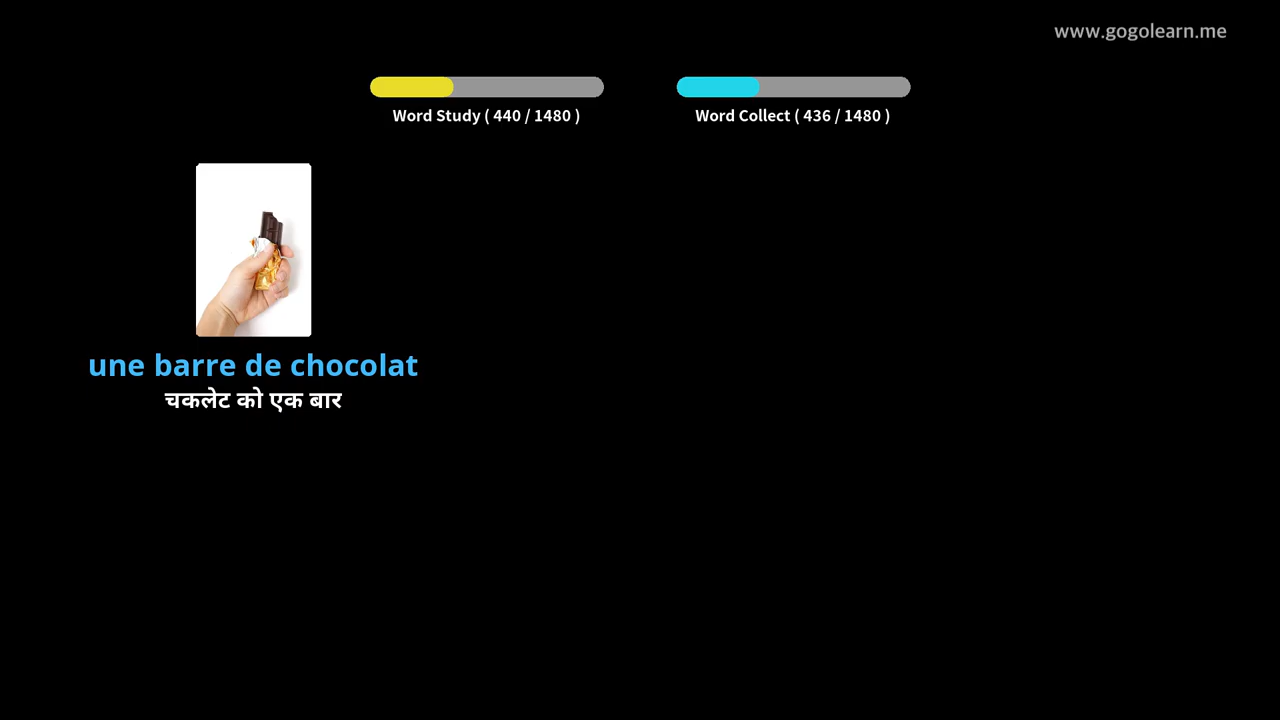 www.gogolearn.me
Word Study ( 440 / 1480 )
Word Collect ( 436 / 1480 )
une barre de chocolat
चकलेट को एक बार